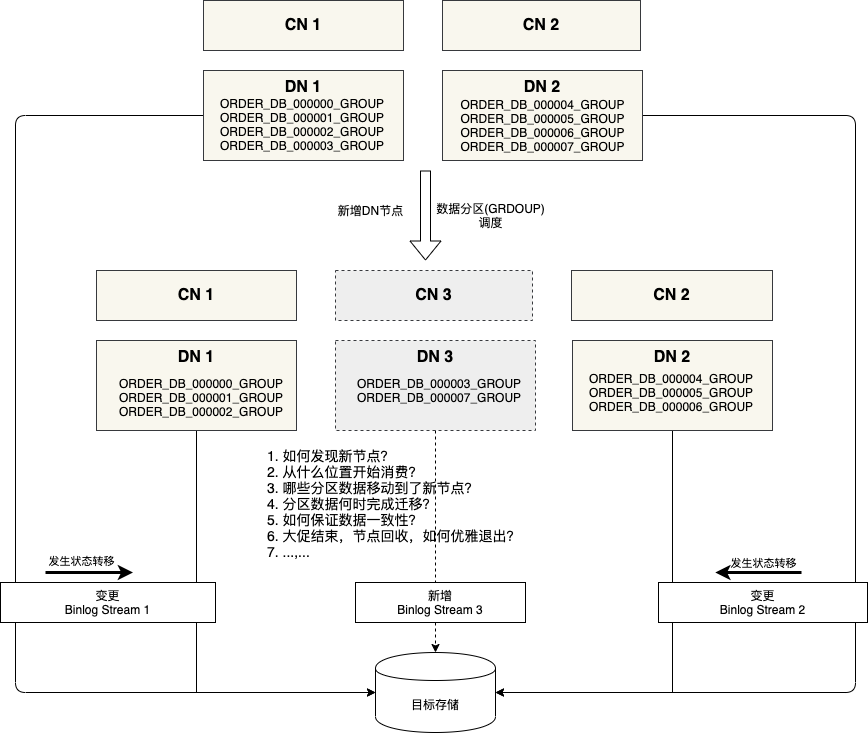 CN 1
CN 2
DN 1
ORDER_DB_000000_GROUP
ORDER_DB_000001_GROUP
ORDER_DB_000002_GROUP
ORDER_DB_000003_GROUP
DN 2
ORDER_DB_000004_GROUP
ORDER_DB_000005_GROUP
ORDER_DB_000006_GROUP
ORDER_DB_000007_GROUP
新增DN节点
数据分区(GRDOUP)
调度
CN 1
CN 3
CN 2
DN 1
ORDER_DB_000000_GROUP
ORDER_DB_000001_GROUP
ORDER_DB_000002_GROUP
DN 3
ORDER_DB_000003_GROUP
ORDER_DB_000007_GROUP
DN 2
ORDER_DB_000004_GROUP
ORDER_DB_000005_GROUP
ORDER_DB_000006_GROUP
1. 如何发现新节点?
2. 从什么位置开始消费?
3. 哪些分区数据移动到了新节点?
4. 分区数据何时完成迁移?
5. 如何保证数据一致性?
6. 大促结束，节点回收，如何优雅退出?
7. ...,...
发生状态转移
发生状态转移
变更
Binlog Stream 1
新增
Binlog Stream 3
变更
Binlog Stream 2
目标存储